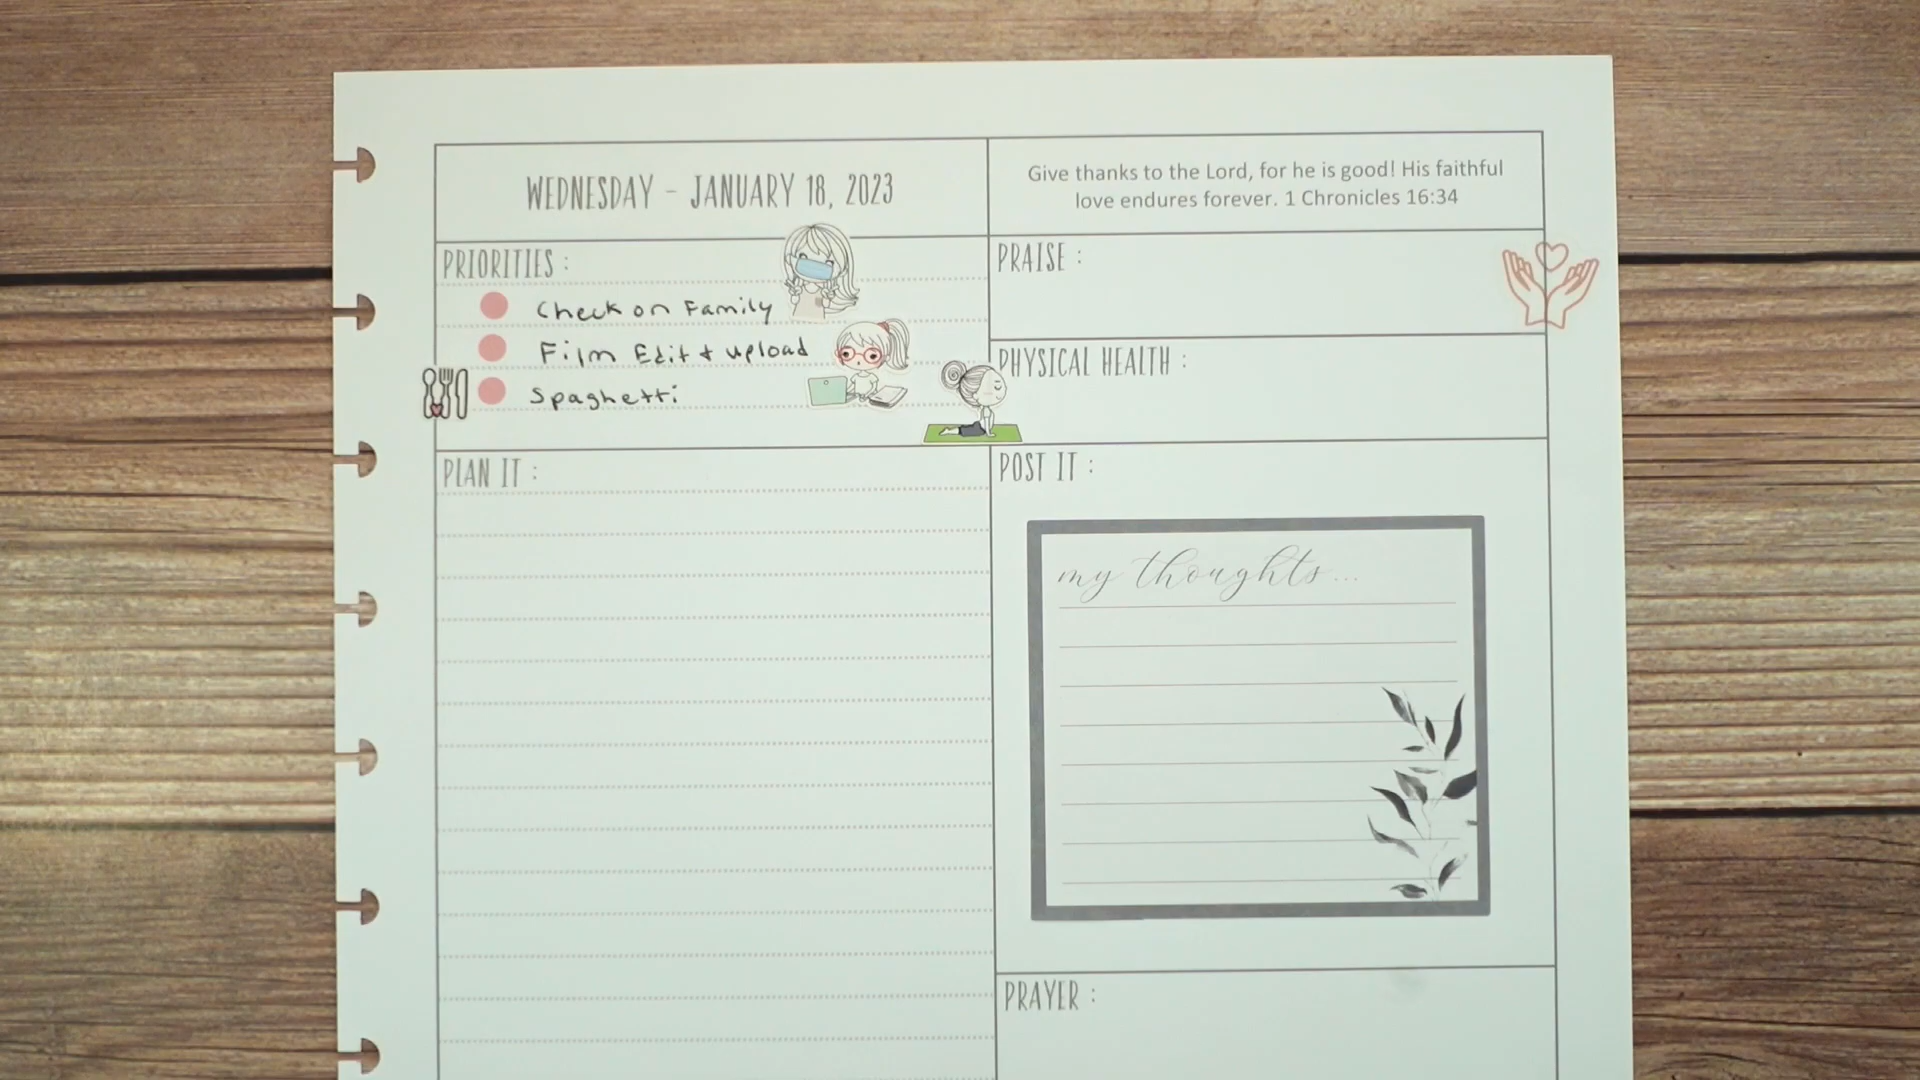 WEDNESDAY - JANUARY 18, 2023
Give thanks to the Lord, for he is good! His faithful
love endures forever. 1 Chronicles 16:34
PRIORITIES :
Check on Family
Film Edit + upload
Spaghetti
PRAISE :
PHYSICAL HEALTH :
PLAN IT :
POST IT :
my thoughts...
PRAYER :